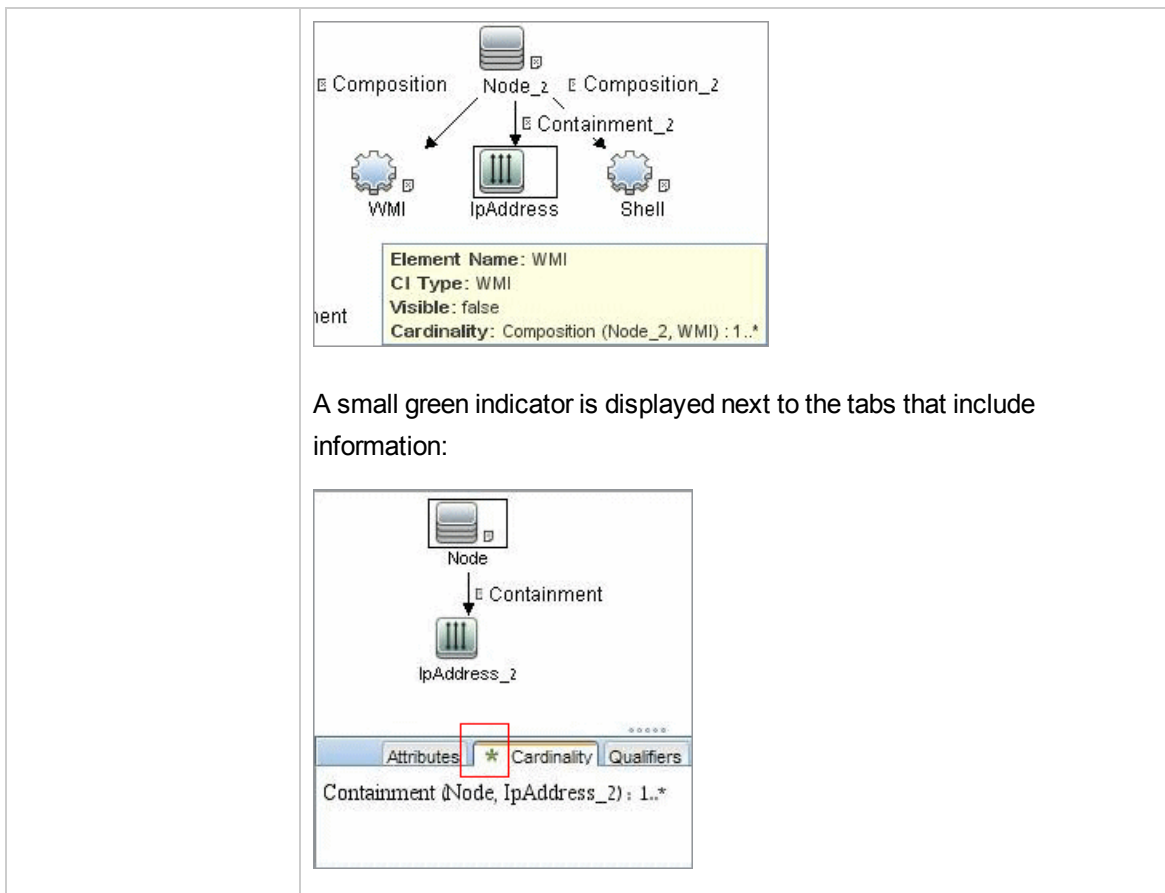 Composition Node_2 Composition_2
Containment_2
WMI IpAddress Shell
Element Name: WMI
CI Type: WMI
Visible: false
nent
Cardinality: Composition (Node_2, WMI) : 1..*
A small green indicator is displayed next to the tabs that include
information:
Node
Containment
IpAddress_2
Attributes * Cardinality Qualifiers
Containment (Node, IpAddress_2) : 1..*